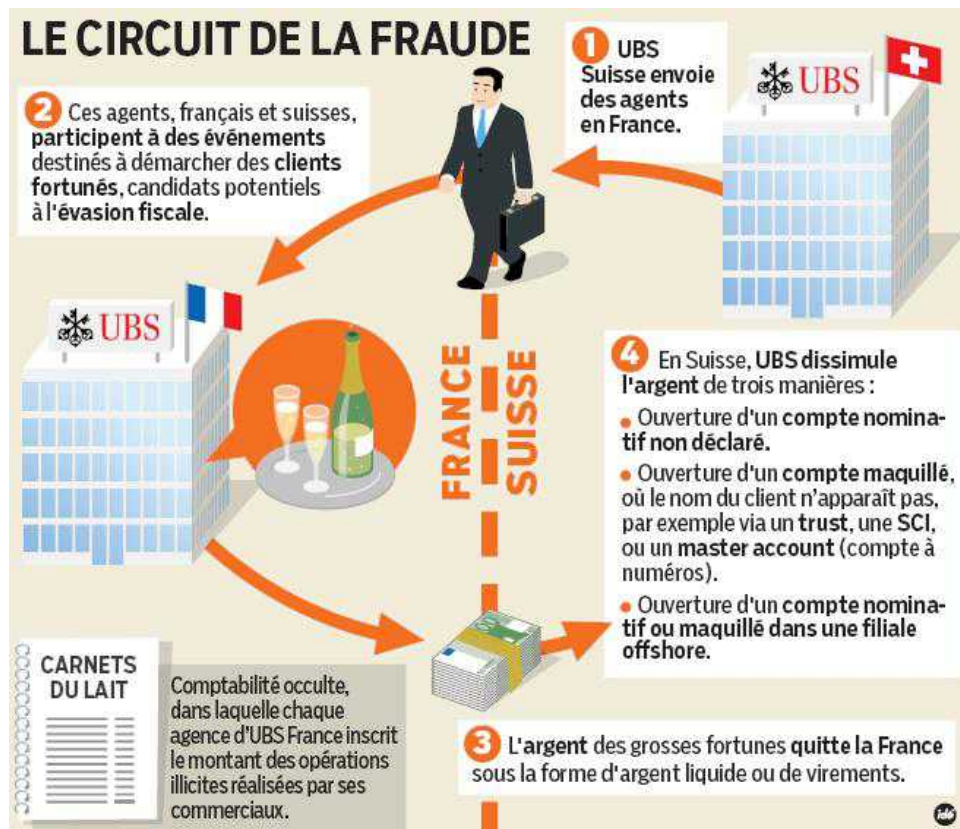 LE CIRCUIT DE LA FRAUDE
1 UBS
Suisse envoie
des agents
en France.
UBS
2 Ces agents, français et suisses,
participent à des événements
destinés à démarcher des clients
fortunés, candidats potentiels
à l'évasion fiscale.
UBS
FRANCE
SUISSE
3 L'argent des grosses fortunes quitte la France
sous la forme d'argent liquide ou de virements.
4 En Suisse, UBS dissimule
l'argent de trois manières :
• Ouverture d'un compte nomina-
tif non déclaré.
• Ouverture d'un compte maquillé,
où le nom du client n'apparaît pas,
par exemple via un trust, une SCI,
ou un master account (compte à
numéros).
• Ouverture d'un compte nomina-
tif ou maquillé dans une filiale
offshore.
CARNETS
DU LAIT
Comptabilité occulte,
dans laquelle chaque
agence d'UBS France inscrit
le montant des opérations
illicites réalisées par ses
commerciaux.
idé